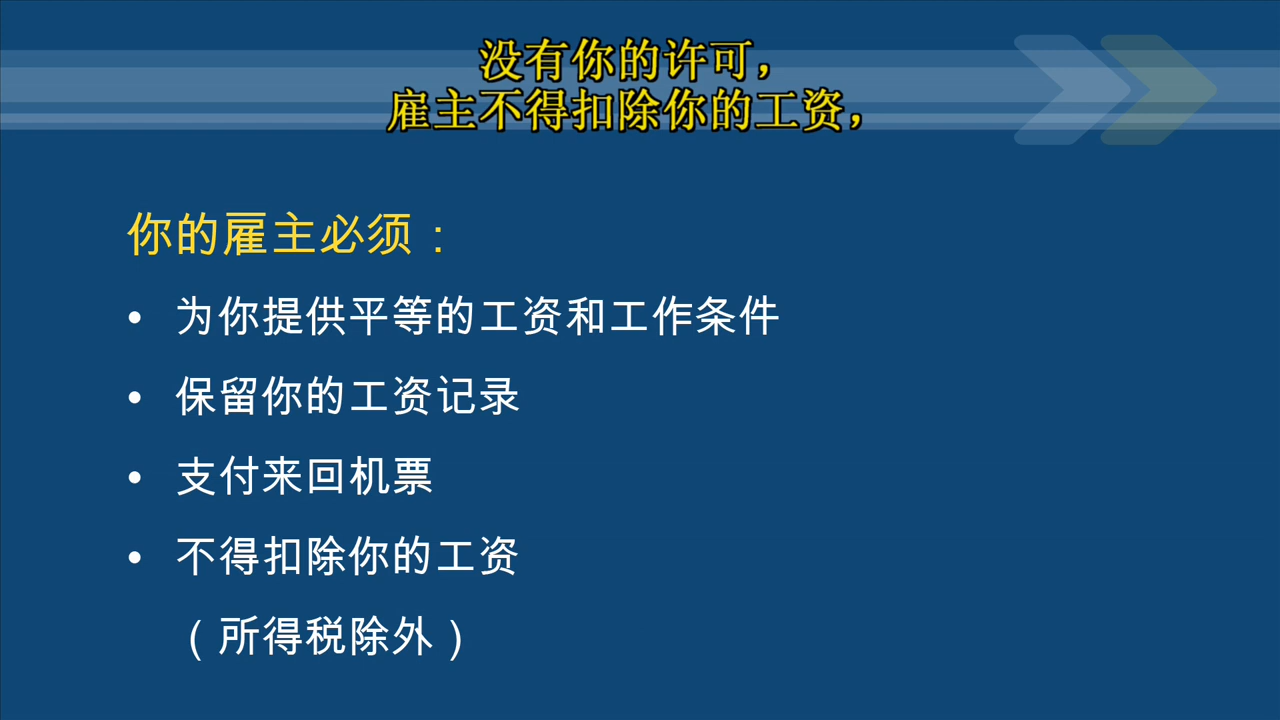 没有你的许可，
雇主不得扣除你的工资，
你的雇主必须：
• 为你提供平等的工资和工作条件
• 保留你的工资记录
• 支付来回机票
• 不得扣除你的工资
（所得税除外）